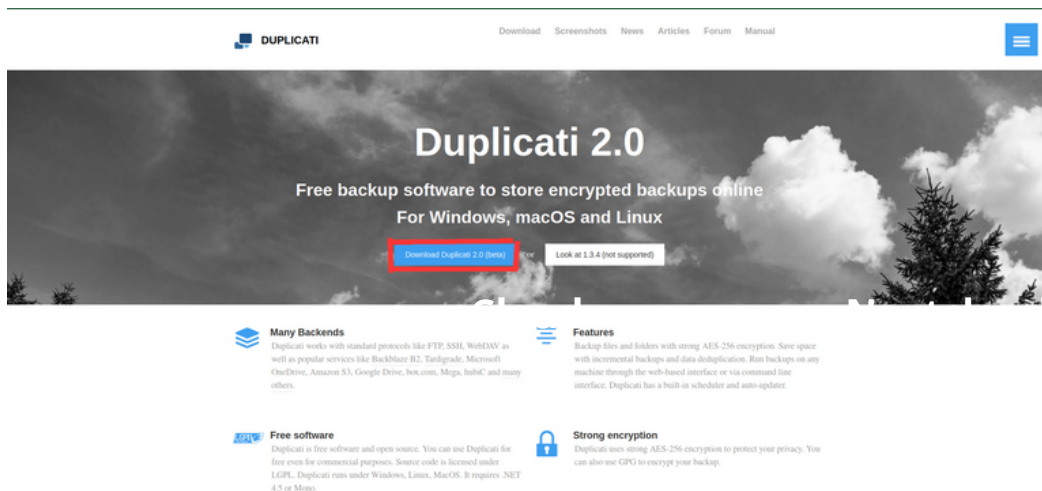 DUPLICATI
Download Screenshots News Articles Forum Manual
Duplicati 2.0
Free backup software to store encrypted backups online
For Windows, macOS and Linux
Download Duplicati 2.0 (beta) or Look at 1.3.4 (not supported)
Many Backends
Duplicati works with standard protocols like FTP, SSH, WebDAV as
well as popular services like Backblaze B2, Tardigrade, Microsoft
OneDrive, Amazon S3, Google Drive, box.com, Mega, hubiC and many
others.
Features
Backup files and folders with strong AES-256 encryption. Save space
with incremental backups and data deduplication. Run backups on any
machine through the web-based interface or via command line
interface. Duplicati has a built-in scheduler and auto-updater.
LGPL
Free software
Duplicati is free software and open source. You can use Duplicati for
free even for commercial purposes. Source code is licensed under
LGPL. Duplicati runs under Windows, Linux, MacOS. It requires .NET
4.5 or Mono.
Strong encryption
Duplicati uses strong AES-256 encryption to protect your privacy. You
can also use GPG to encrypt your backup.